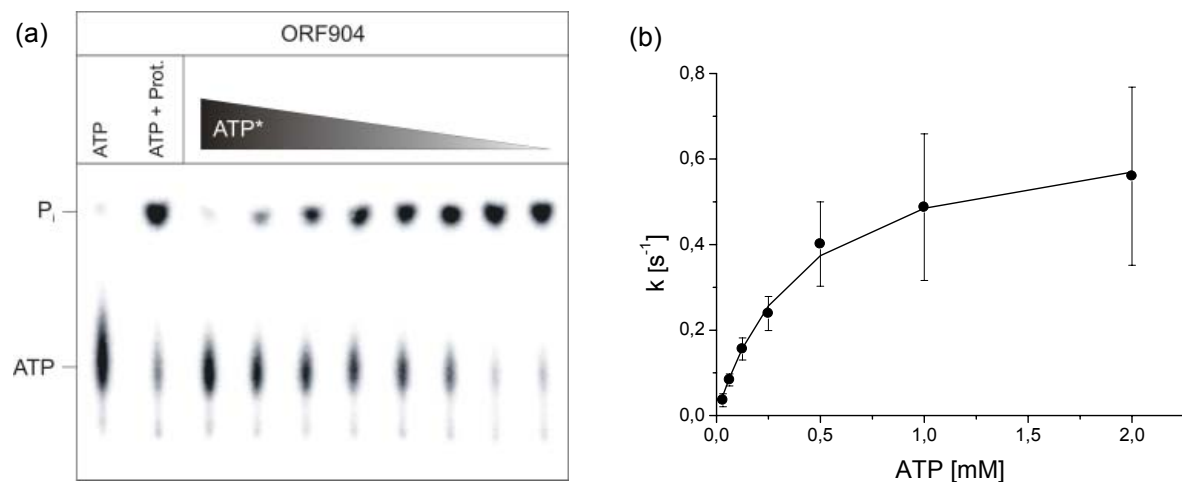 (a)
ORF904
ATP
ATP + Prot.
ATP*
Pi
ATP
(b)
0,8
0,6
0,4
0,2
0,0
k [s⁻¹]
0,0 0,5 1,0 1,5 2,0
ATP [mM]